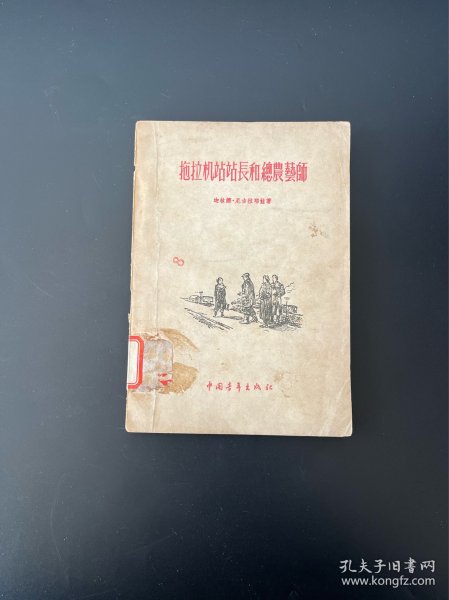 拖拉机站站長和總農藝師
迦林娜·尼古拉耶娃著
8
中國青年出版社
孔夫子旧书网
www.kongfz.com